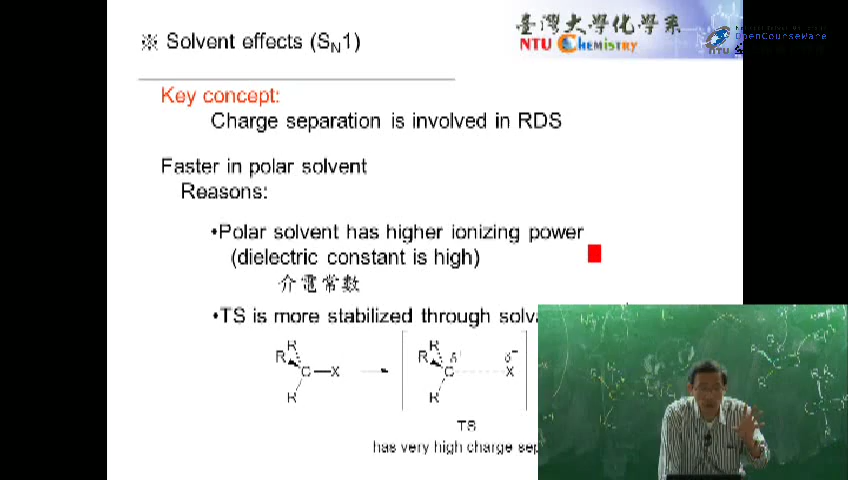 ※ Solvent effects (SN1)
臺灣大學化學系
NTU Chemistry
OpenCourseWare
NTU
Key concept:
Charge separation is involved in RDS
Faster in polar solvent
Reasons:
•Polar solvent has higher ionizing power
(dielectric constant is high)
介電常數
•TS is more stabilized through
R R C—X R
R R δ+ C δ- X R
TS
has very high charge